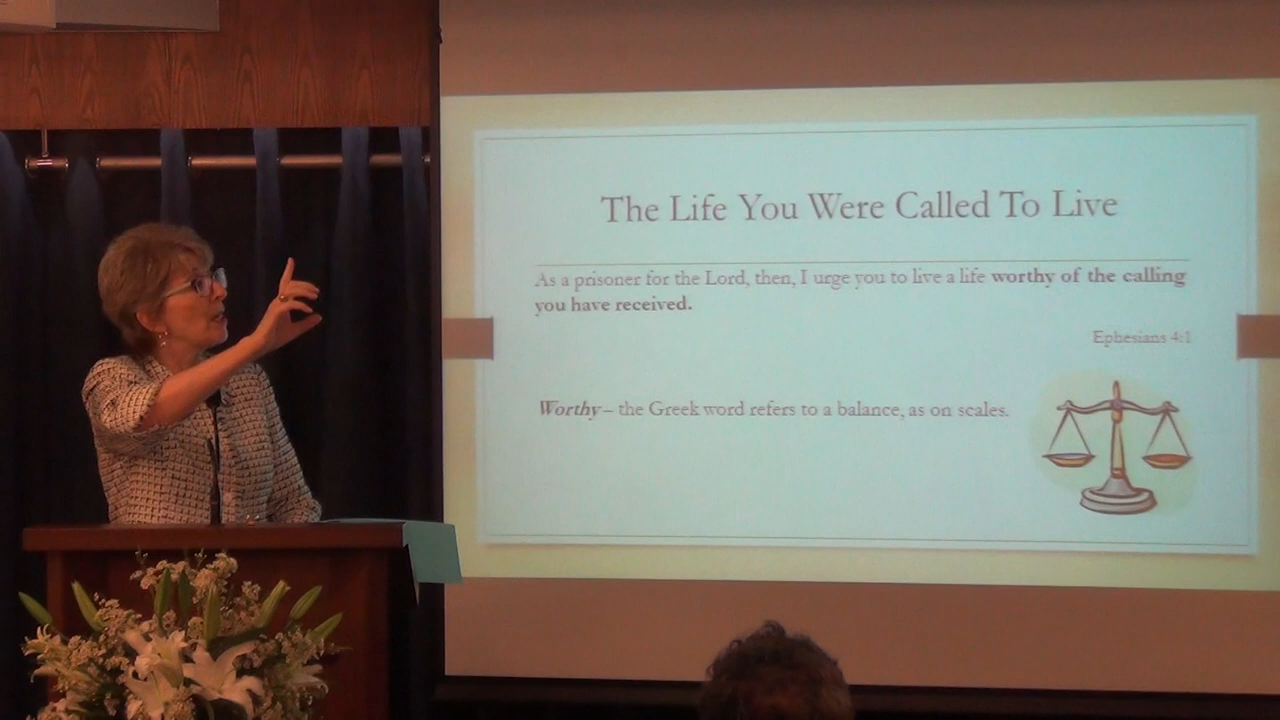 The Life You Were Called To Live
As a prisoner for the Lord, then, I urge you to live a life worthy of the calling
you have received.
Ephesians 4:1
Worthy – the Greek word refers to a balance, as on scales.